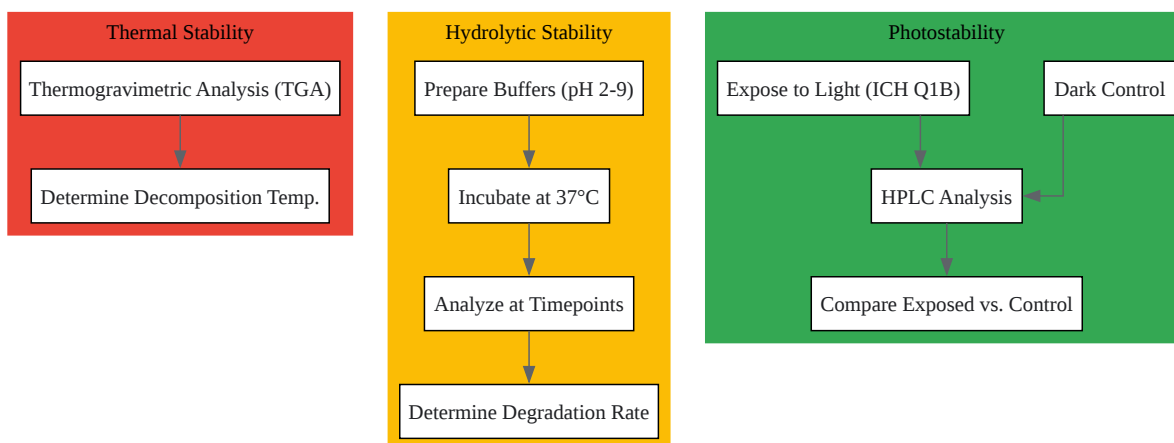 Thermal Stability
Thermogravimetric Analysis (TGA)
Determine Decomposition Temp.
Hydrolytic Stability
Prepare Buffers (pH 2-9)
Incubate at 37°C
Analyze at Timepoints
Determine Degradation Rate
Photostability
Expose to Light (ICH Q1B)
Dark Control
HPLC Analysis
Compare Exposed vs. Control